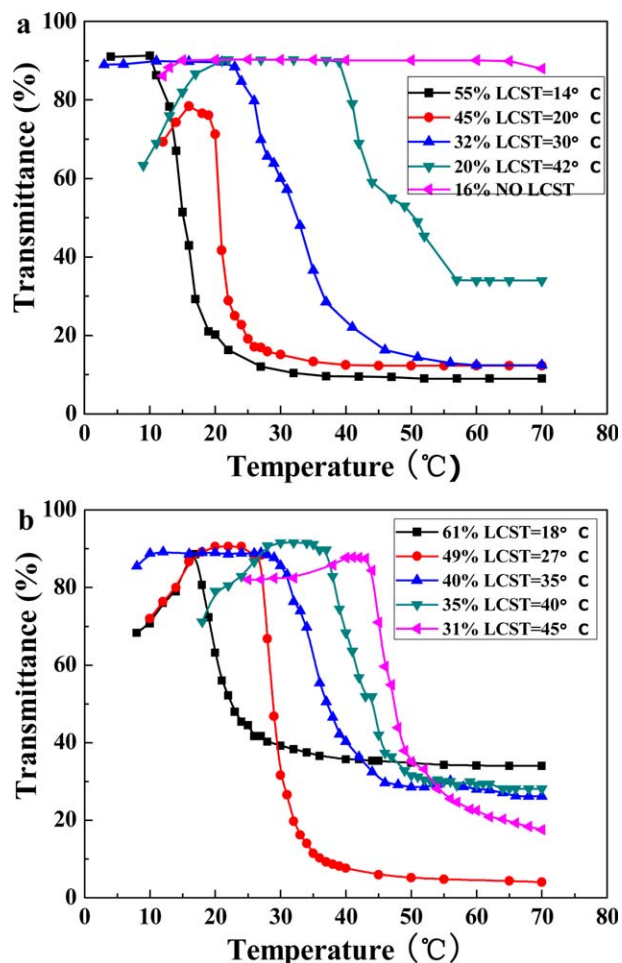 a
100
80
60
40
20
0
Transmittance (%)
55% LCST=14° C
45% LCST=20° C
32% LCST=30° C
20% LCST=42° C
16% NO LCST
0 10 20 30 40 50 60 70 80
Temperature (℃)
b
100
80
60
40
20
0
Transmittance (%)
61% LCST=18° C
49% LCST=27° C
40% LCST=35° C
35% LCST=40° C
31% LCST=45° C
0 10 20 30 40 50 60 70 80
Temperature (℃)